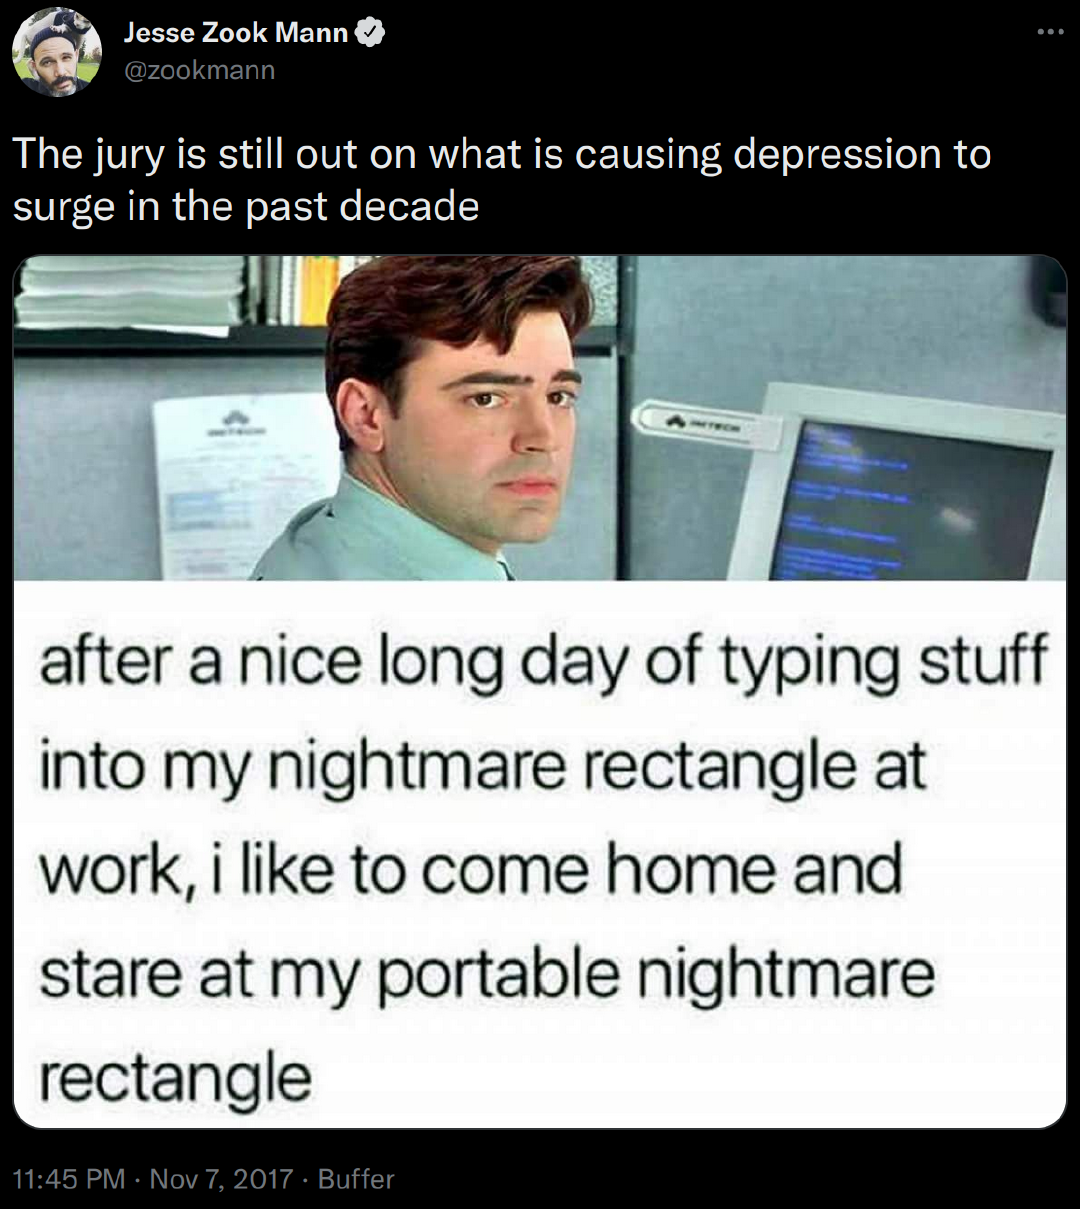 Jesse Zook Mann
@zookmann
The jury is still out on what is causing depression to
surge in the past decade
INITECH
INITECH
after a nice long day of typing stuff
into my nightmare rectangle at
work, i like to come home and
stare at my portable nightmare
rectangle
11:45 PM · Nov 7, 2017 · Buffer